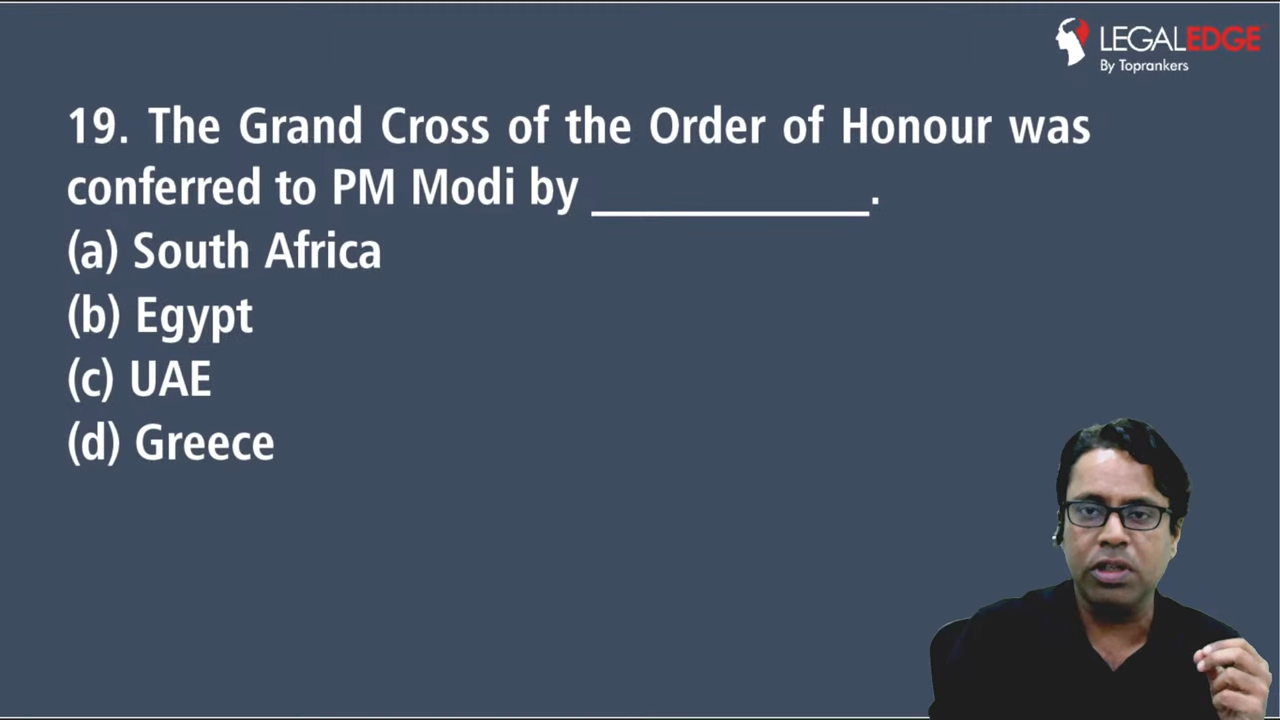 LEGALEDGE
By Toprankers
19. The Grand Cross of the Order of Honour was
conferred to PM Modi by ____________.
(a) South Africa
(b) Egypt
(c) UAE
(d) Greece